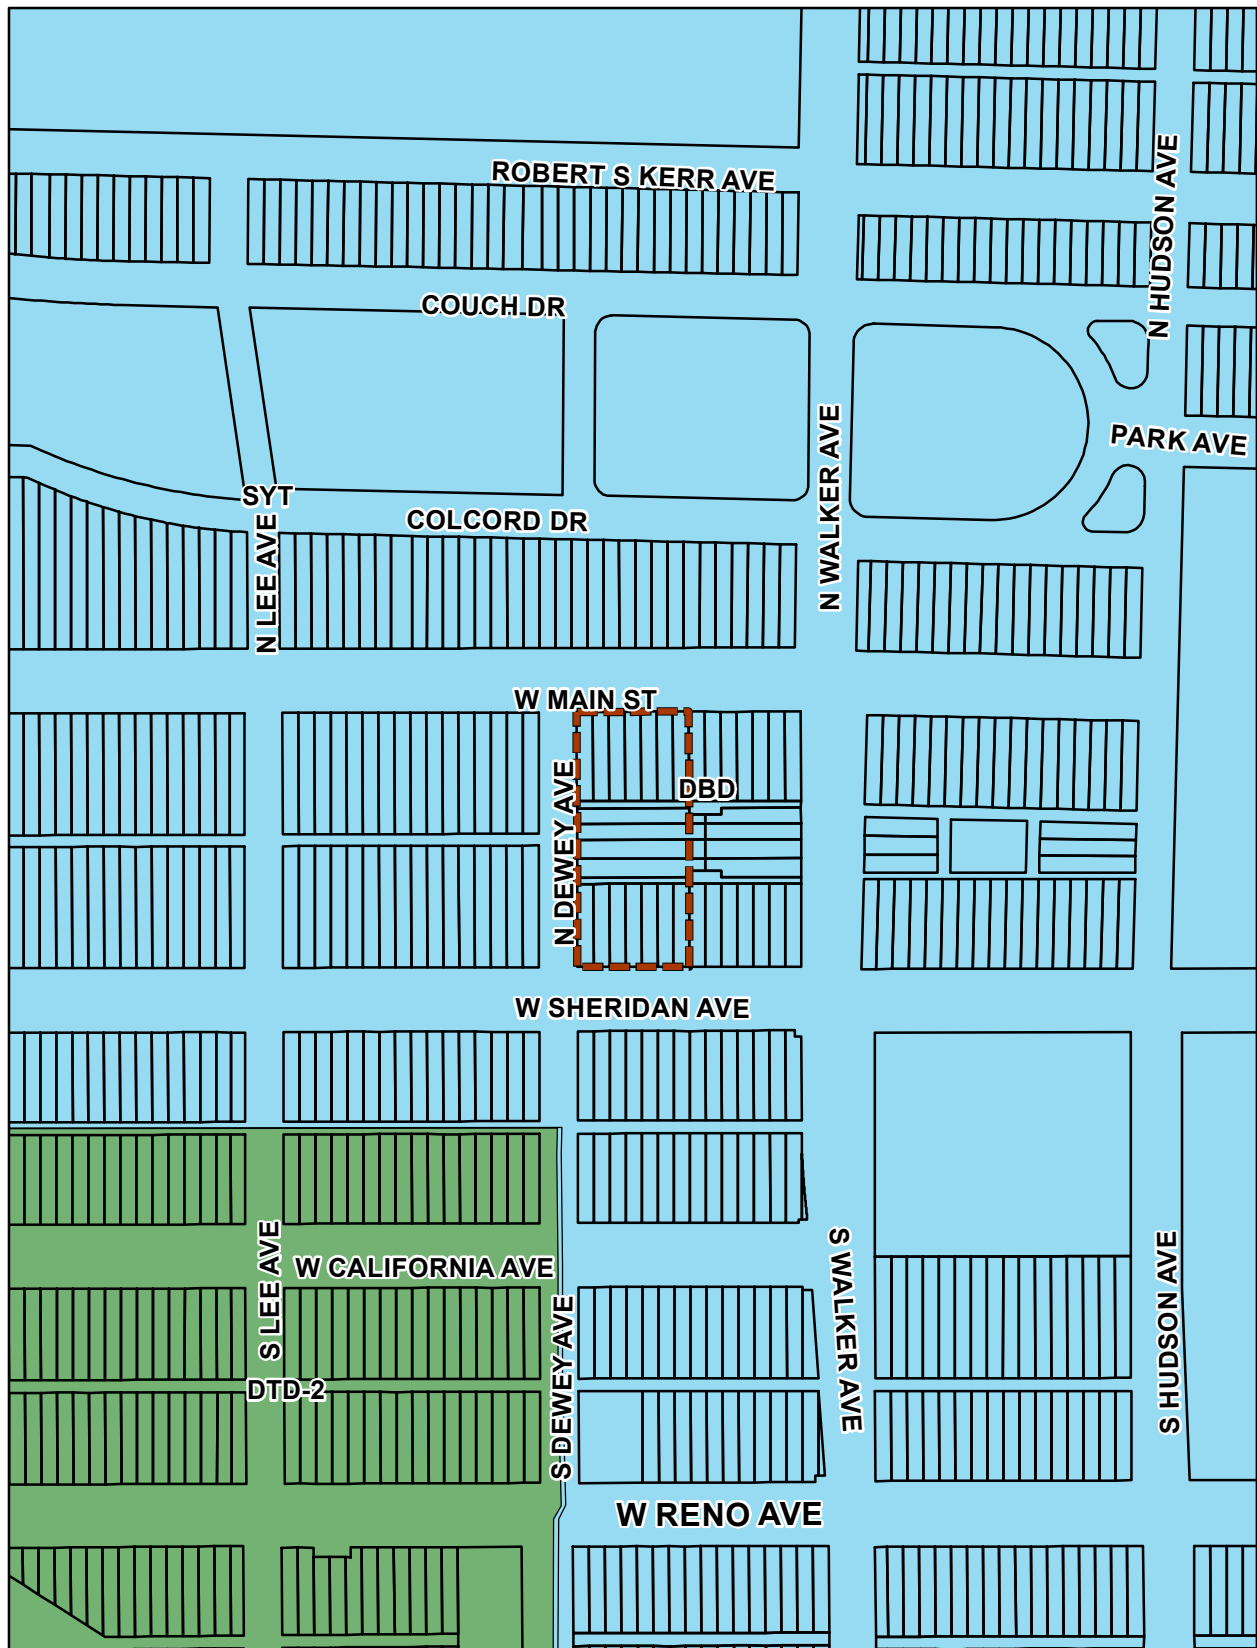 ROBERT S KERR AVE
N HUDSON AVE
COUCH DR
PARK AVE
N WALKER AVE
SYT
COLCORD DR
N LEE AVE
W MAIN ST
DBD
N DEWEY AVE
W SHERIDAN AVE
S LEE AVE
W CALIFORNIA AVE
S WALKER AVE
S HUDSON AVE
S DEWEY AVE
DTD-2
W RENO AVE